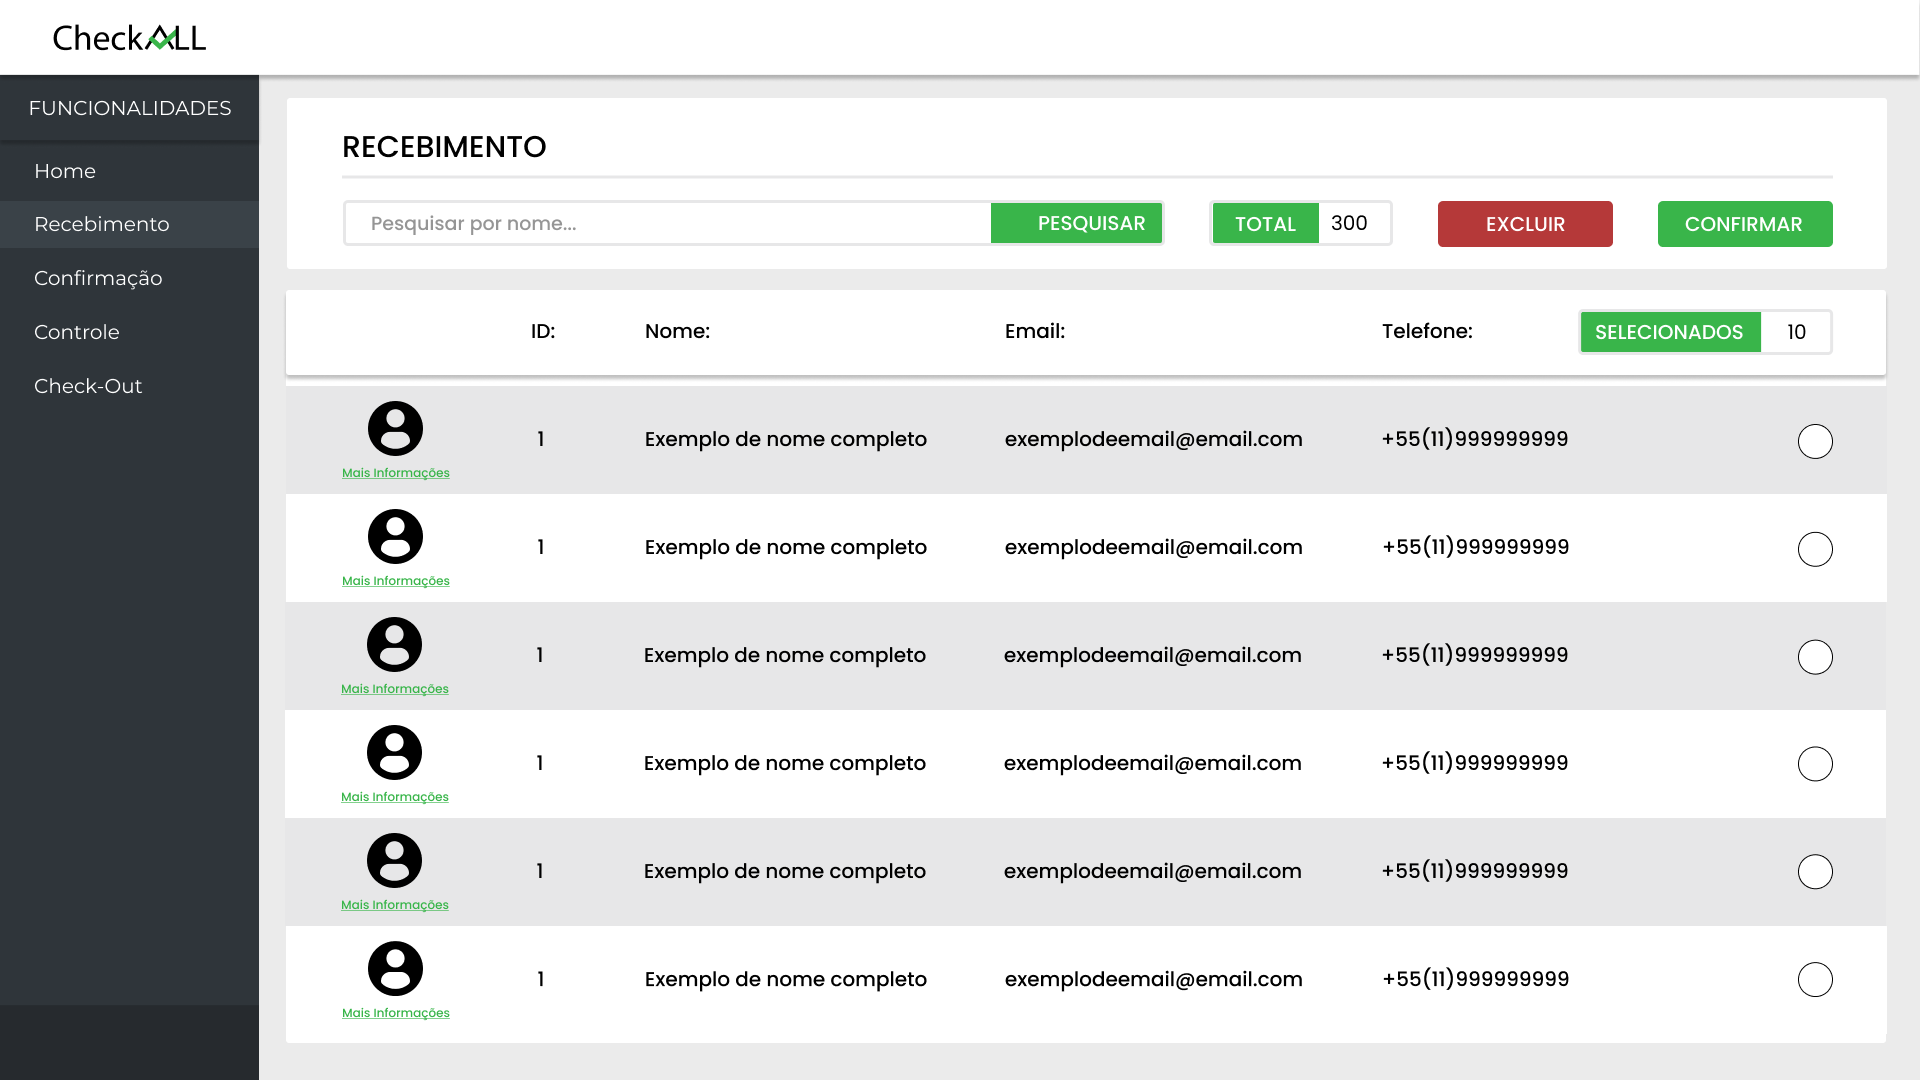 CheckALL
FUNCIONALIDADES
Home
Recebimento
Confirmação
Controle
Check-Out
RECEBIMENTO
Pesquisar por nome... PESQUISAR TOTAL 300 EXCLUIR CONFIRMAR
ID: Nome: Email: Telefone: SELECIONADOS 10
1 Exemplo de nome completo exemplodeemail@email.com +55(11)999999999
Mais Informações
1 Exemplo de nome completo exemplodeemail@email.com +55(11)999999999
Mais Informações
1 Exemplo de nome completo exemplodeemail@email.com +55(11)999999999
Mais Informações
1 Exemplo de nome completo exemplodeemail@email.com +55(11)999999999
Mais Informações
1 Exemplo de nome completo exemplodeemail@email.com +55(11)999999999
Mais Informações
1 Exemplo de nome completo exemplodeemail@email.com +55(11)999999999
Mais Informações